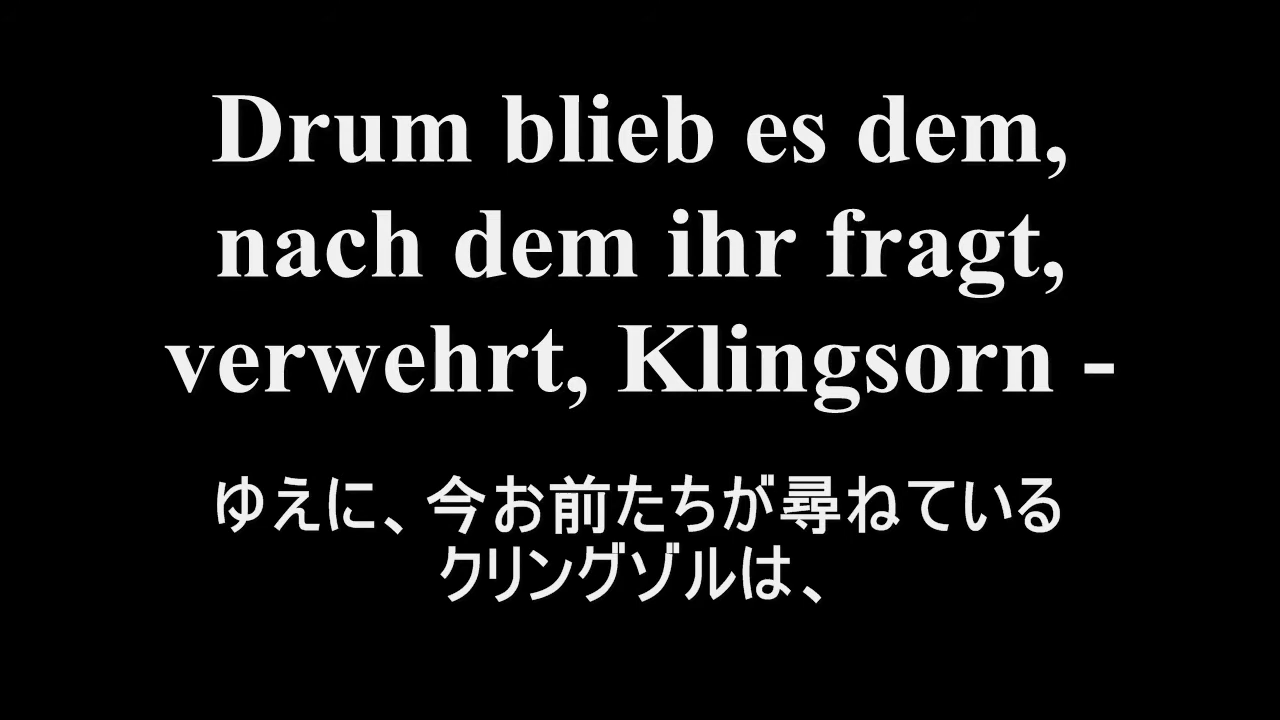 Drum blieb es dem,
nach dem ihr fragt,
verwehrt, Klingsorn -
ゆえに、今お前たちが尋ねている
クリングゾルは、